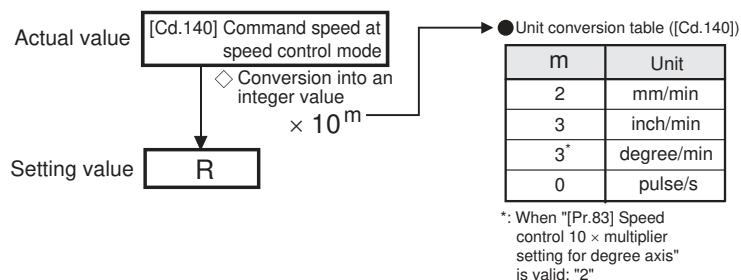 Actual value
[Cd.140] Command speed at
speed control mode
◇ Conversion into an
integer value
× 10^m
Setting value
R
●Unit conversion table ([Cd.140])
m Unit
2 mm/min
3 inch/min
3* degree/min
0 pulse/s
*: When "[Pr.83] Speed
control 10 × multiplier
setting for degree axis"
is valid: "2"